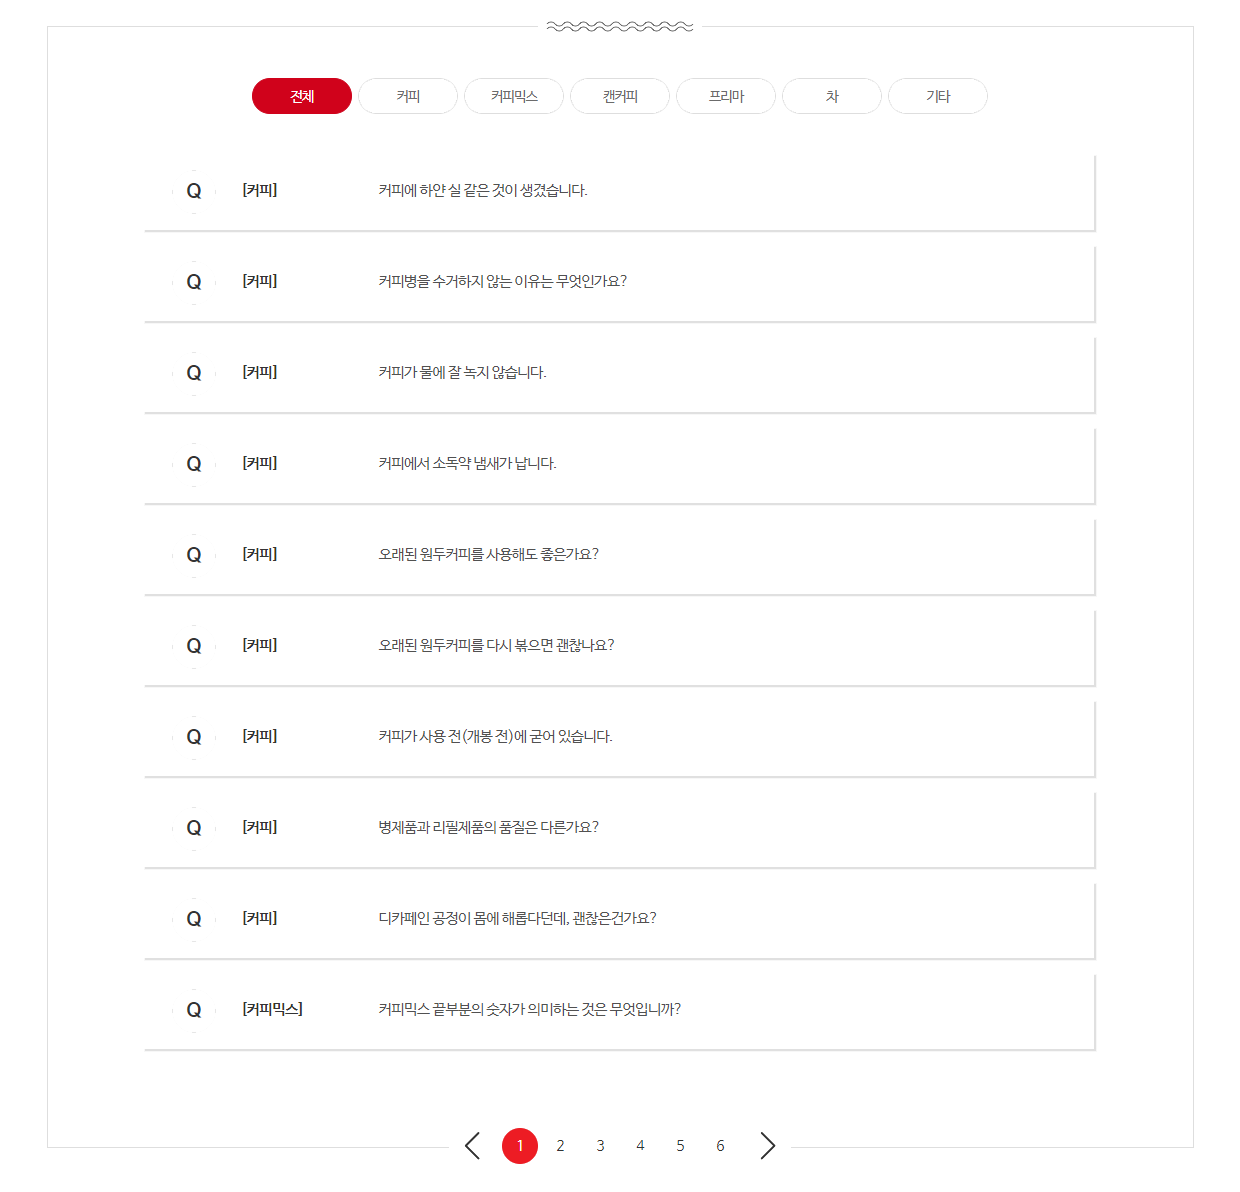 전체 커피 커피믹스 캔커피 프리마 차 기타
Q [커피] 커피에 하얀 실 같은 것이 생겼습니다.
Q [커피] 커피병을 수거하지 않는 이유는 무엇인가요?
Q [커피] 커피가 물에 잘 녹지 않습니다.
Q [커피] 커피에서 소독약 냄새가 납니다.
Q [커피] 오래된 원두커피를 사용해도 좋은가요?
Q [커피] 오래된 원두커피를 다시 볶으면 괜찮나요?
Q [커피] 커피가 사용 전(개봉 전)에 굳어 있습니다.
Q [커피] 병제품과 리필제품의 품질은 다른가요?
Q [커피] 디카페인 공정이 몸에 해롭다던데, 괜찮은건가요?
Q [커피믹스] 커피믹스 끝부분의 숫자가 의미하는 것은 무엇입니까?
1 2 3 4 5 6